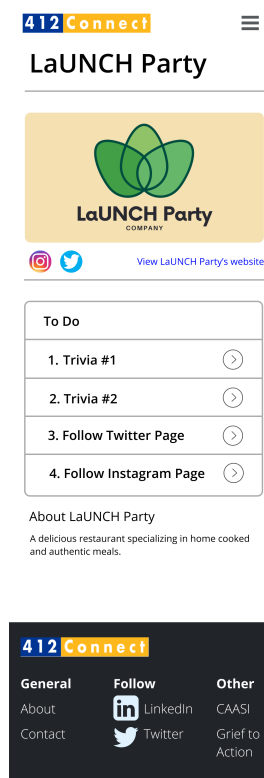 412Connect
LaUNCH Party
LaUNCH Party
COMPANY
View LaUNCH Party's website
To Do
1. Trivia #1
2. Trivia #2
3. Follow Twitter Page
4. Follow Instagram Page
About LaUNCH Party
A delicious restaurant specializing in home cooked
and authentic meals.
412Connect
General Follow Other
About LinkedIn CAASI
Contact Twitter Grief to
Action